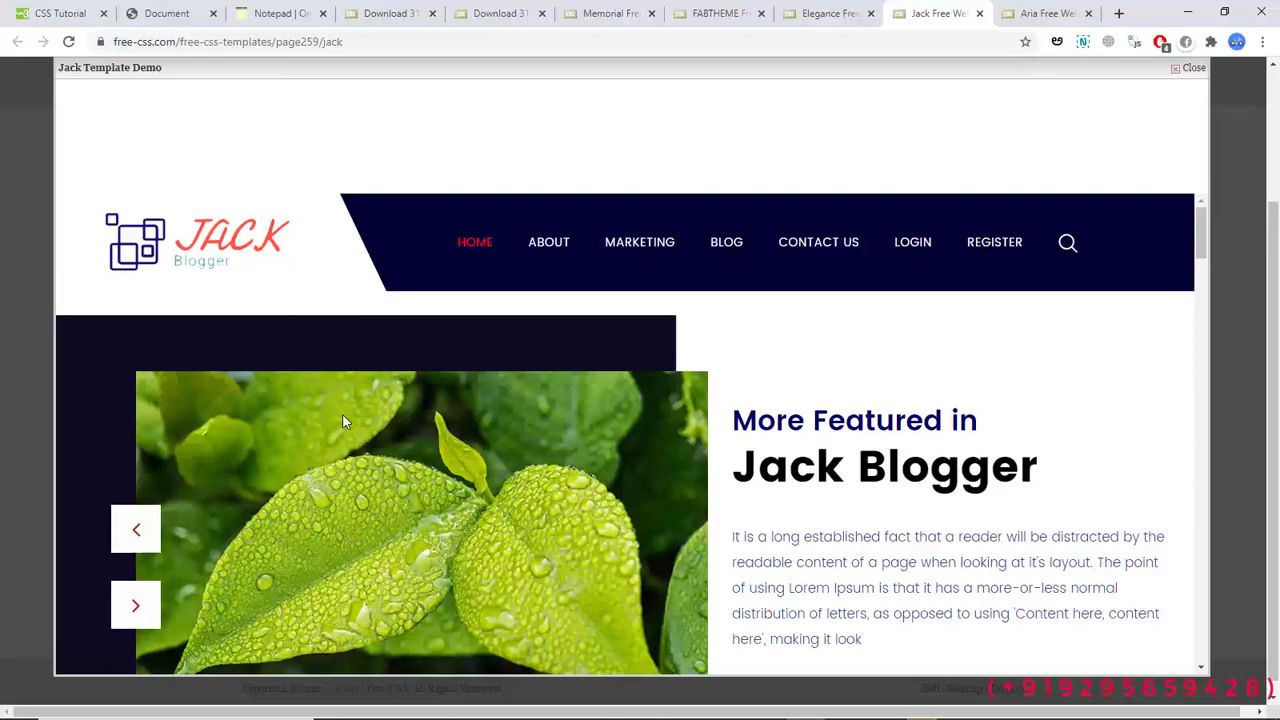 CSS Tutorial
Document
Notepad | On
Download 31
Download 31
Memorial Fre
FABTHEME F
Elegance Free
Jack Free We
Aria Free We
free-css.com/free-css-templates/page259/jack
Jack Template Demo
Close
JACK
Blogger
HOME
ABOUT
MARKETING
BLOG
CONTACT US
LOGIN
REGISTER
More Featured in
Jack Blogger
It is a long established fact that a reader will be distracted by the
readable content of a page when looking at it's layout. The point
of using Lorem Ipsum is that it has a more-or-less normal
distribution of letters, as opposed to using 'Content here, content
here', making it look
(+919295659428)